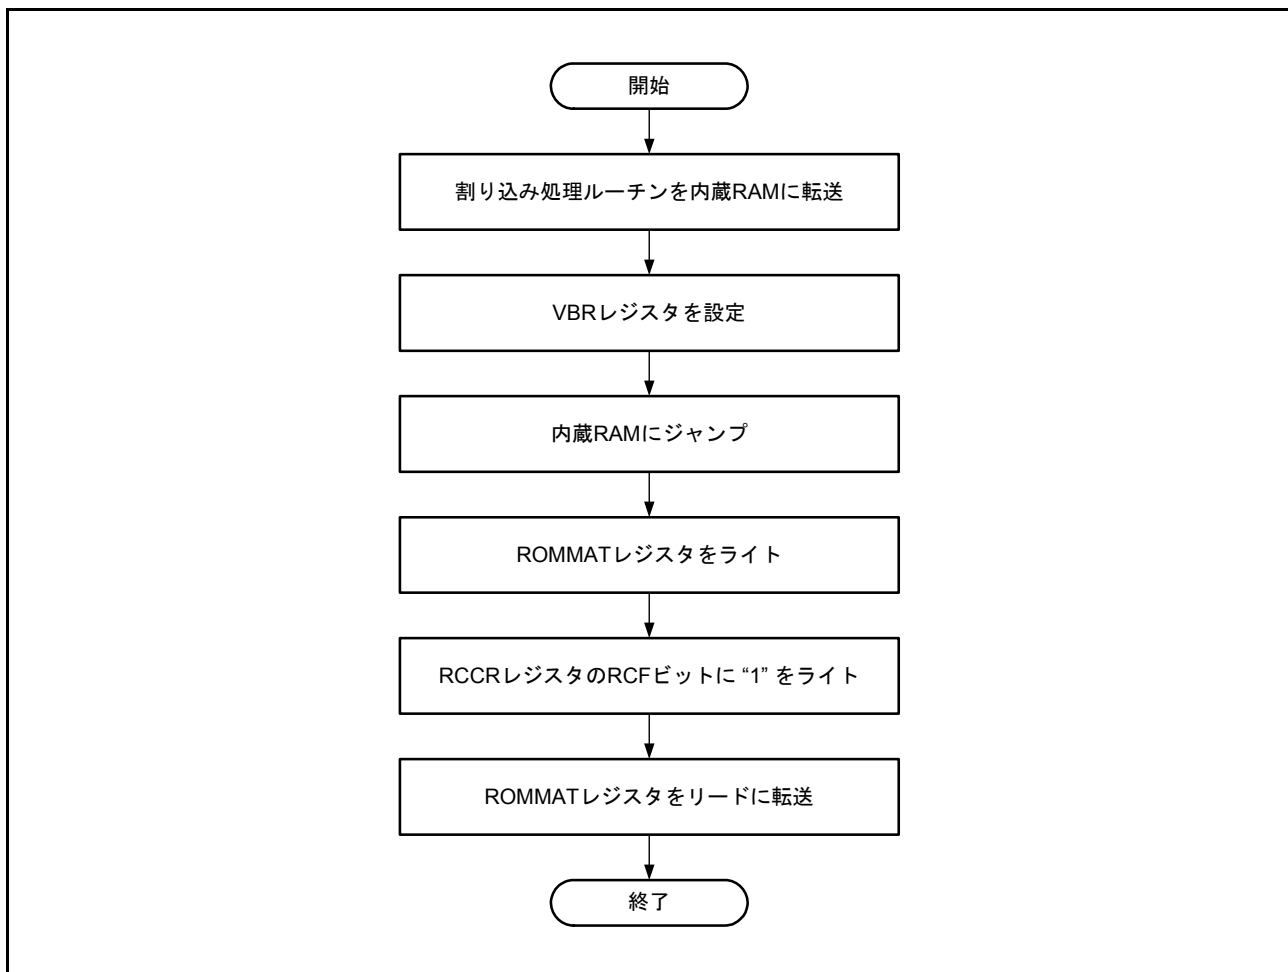 開始
割り込み処理ルーチンを内蔵RAMに転送
VBRレジスタを設定
内蔵RAMにジャンプ
ROMMATレジスタをライト
RCCRレジスタのRCFビットに “1” をライト
ROMMATレジスタをリードに転送
終了